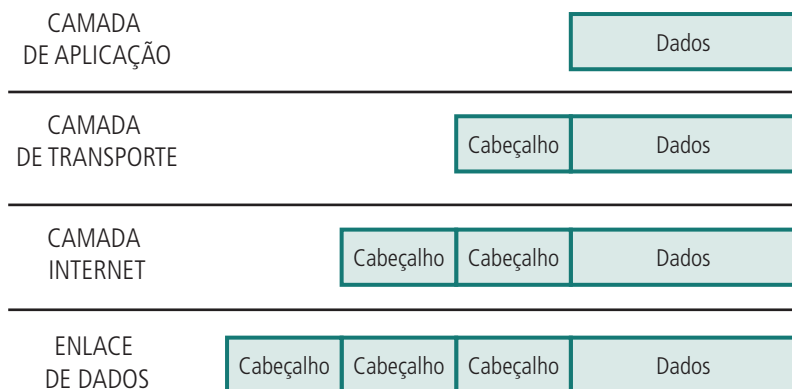 CAMADA
DE APLICAÇÃO
Dados
CAMADA
DE TRANSPORTE
Cabeçalho
Dados
CAMADA
INTERNET
Cabeçalho
Cabeçalho
Dados
ENLACE
DE DADOS
Cabeçalho
Cabeçalho
Cabeçalho
Dados